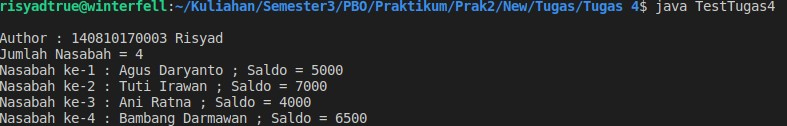 risyadtrue@winterfell:~/Kuliahan/Semester3/PBO/Praktikum/Prak2/New/Tugas/Tugas 4$ java TestTugas4
Author : 140810170003 Risyad
Jumlah Nasabah = 4
Nasabah ke-1 : Agus Daryanto ; Saldo = 5000
Nasabah ke-2 : Tuti Irawan ; Saldo = 7000
Nasabah ke-3 : Ani Ratna ; Saldo = 4000
Nasabah ke-4 : Bambang Darmawan ; Saldo = 6500